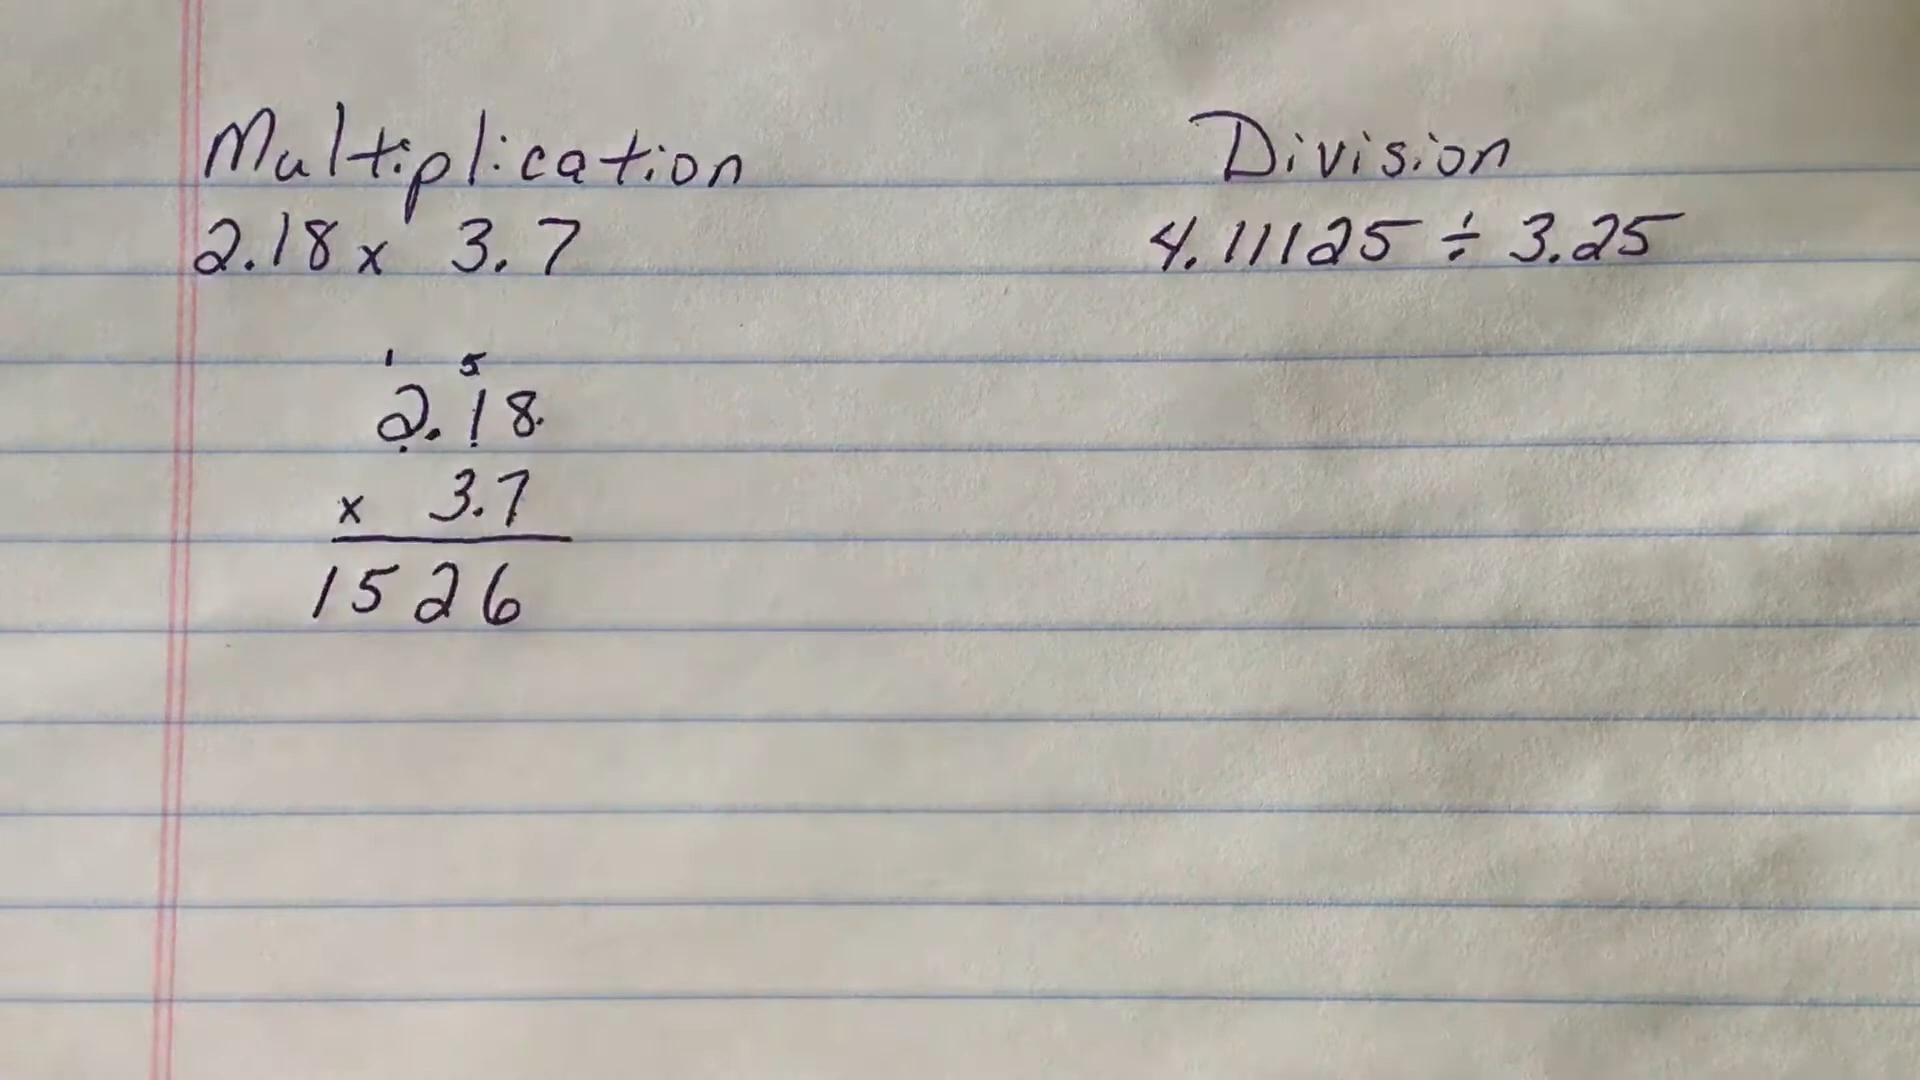 Multiplication
2.18 x 3.7
1 5
2.18
x 3.7
1526
Division
4.11125 ÷ 3.25